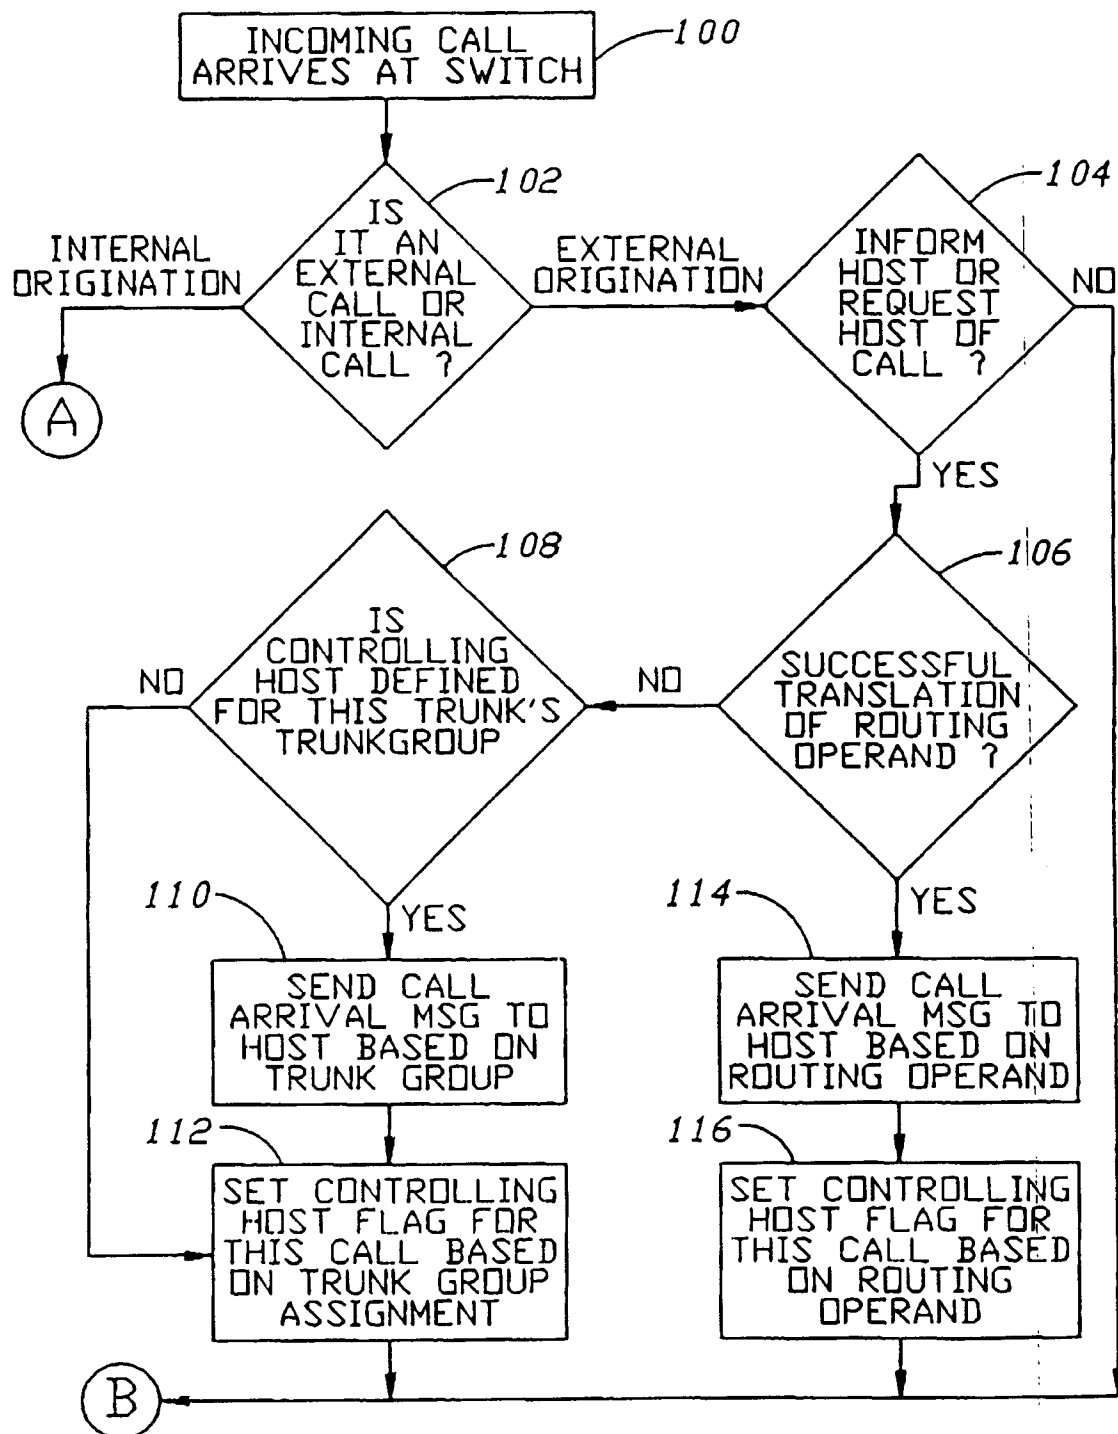 INCOMING CALL
ARRIVES AT SWITCH
100
IS
IT AN
EXTERNAL
CALL OR
INTERNAL
CALL ?
102
INTERNAL
ORIGINATION
A
EXTERNAL
ORIGINATION
INFORM
HOST OR
REQUEST
HOST OF
CALL ?
104
NO
YES
SUCCESSFUL
TRANSLATION
OF ROUTING
OPERAND ?
106
NO
IS
CONTROLLING
HOST DEFINED
FOR THIS TRUNK'S
TRUNKGROUP
108
NO
YES
110
SEND CALL
ARRIVAL MSG TO
HOST BASED ON
TRUNK GROUP
112
SET CONTROLLING
HOST FLAG FOR
THIS CALL BASED
ON TRUNK GROUP
ASSIGNMENT
YES
114
SEND CALL
ARRIVAL MSG TO
HOST BASED ON
ROUTING OPERAND
116
SET CONTROLLING
HOST FLAG FOR
THIS CALL BASED
ON ROUTING
OPERAND
B